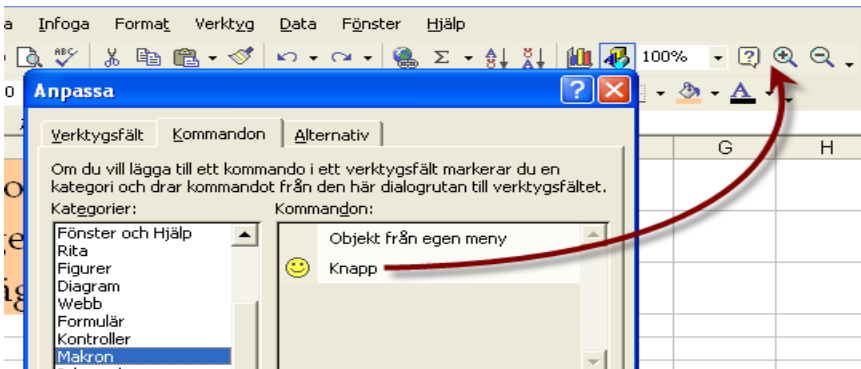 a Infoga Format Verktyg Data Fönster Hjälp
ABC Σ A Ö Ö A 100% ?
0 A
Anpassa ?
Verktygsfält Kommandon Alternativ
G H
Om du vill lägga till ett kommando i ett verktygsfält markerar du en
kategori och drar kommandot från den här dialogrutan till verktygsfältet.
Kategorier: Kommandon:
Fönster och Hjälp
Rita
Figurer
Diagram
Webb
Formulär
Kontroller
Makron
Objekt från egen meny
Knapp